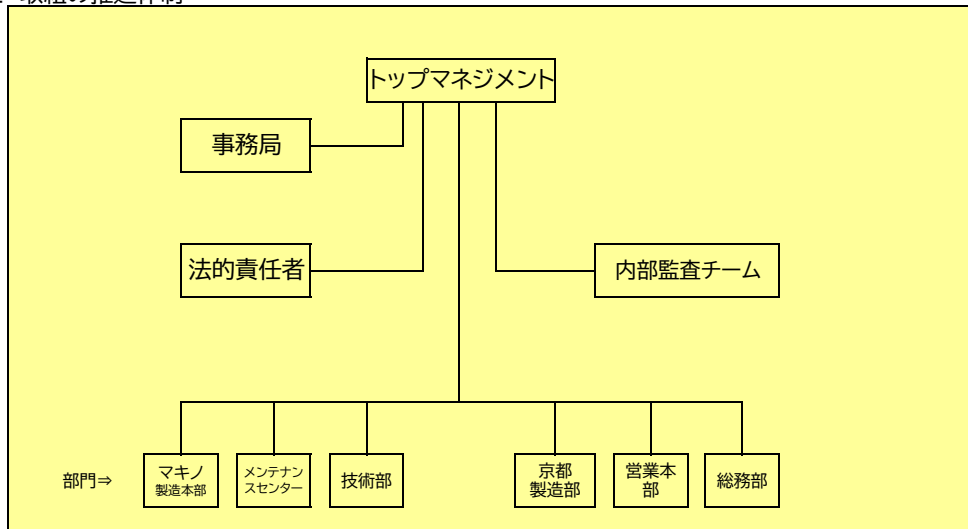 トップマネジメント
事務局
法的責任者
内部監査チーム
部門⇒
マキノ
製造本部
メンテナン
スセンター
技術部
京都
製造部
営業本
部
総務部